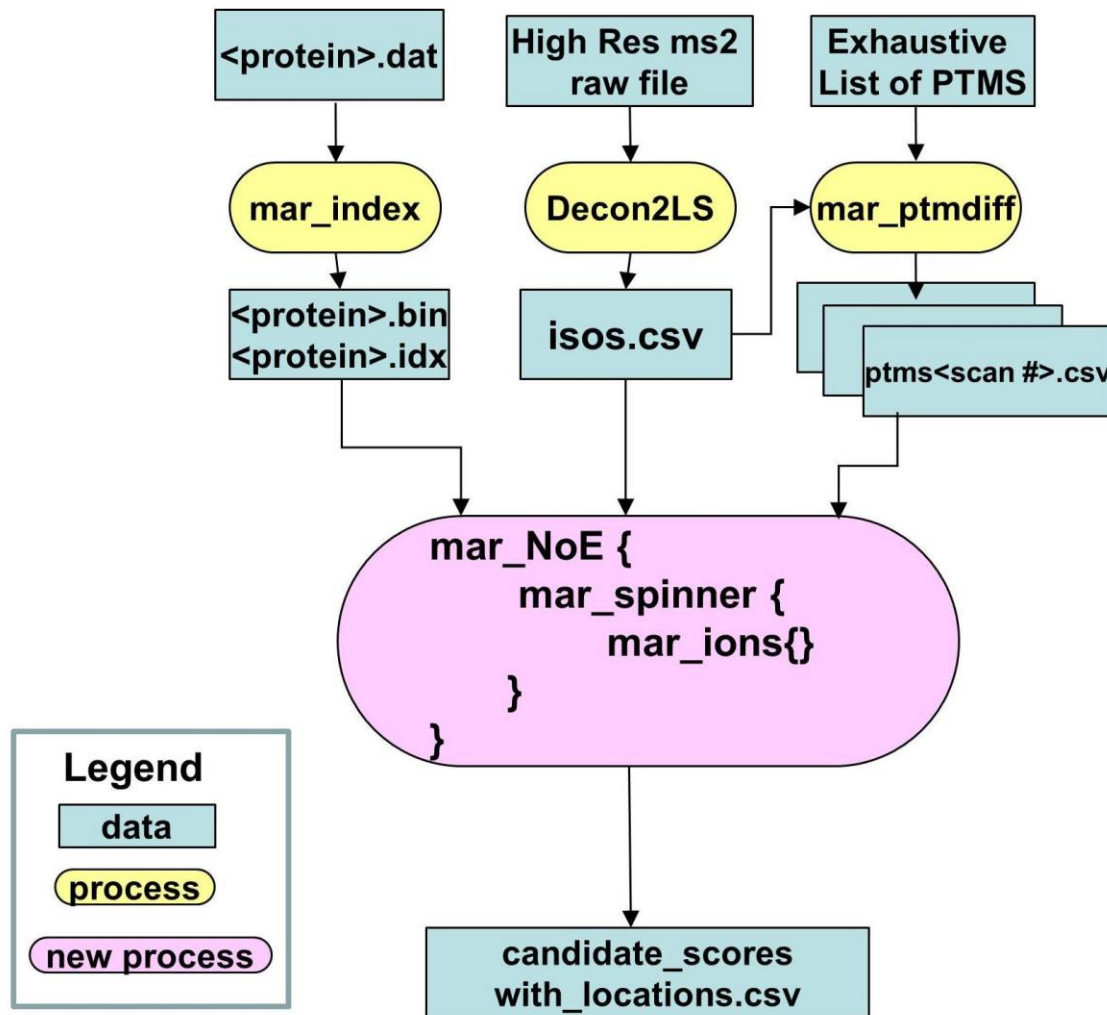 <protein>.dat
High Res ms2
raw file
Exhaustive
List of PTMS
mar_index
Decon2LS
mar_ptmdiff
<protein>.bin
<protein>.idx
isos.csv
ptms<scan #>.csv
mar_NoE {
mar_spinner {
mar_ions{}
}
}
Legend
data
process
new process
candidate_scores
with_locations.csv